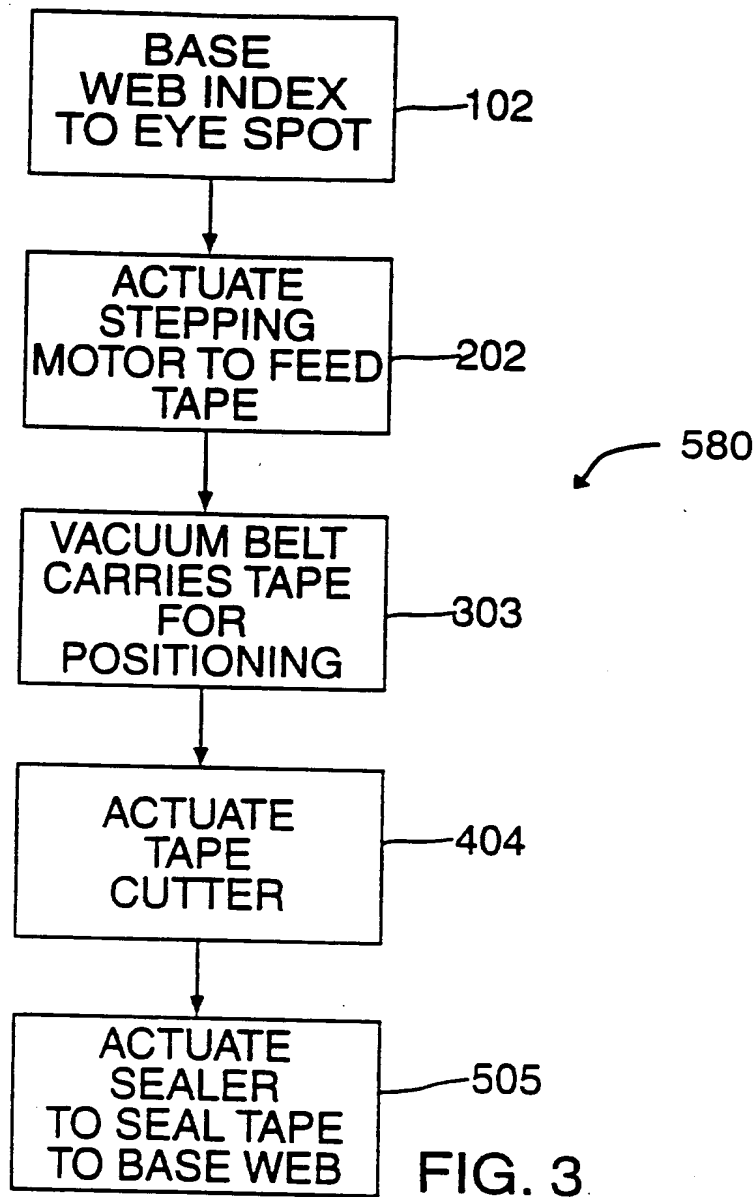 BASE
WEB INDEX
TO EYE SPOT
102
ACTUATE
STEPPING
MOTOR TO FEED
TAPE
202
580
VACUUM BELT
CARRIES TAPE
FOR
POSITIONING
303
ACTUATE
TAPE
CUTTER
404
ACTUATE
SEALER
TO SEAL TAPE
TO BASE WEB
505
FIG. 3